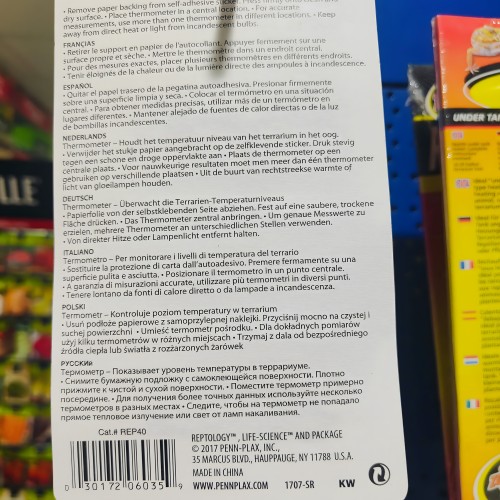 • Remove paper backing from self-adhesive sticker. Press firmly
dry surface. • Place thermometer in a central location. • For accurate
measurements, use more than one thermometer in different locations. • Keep
away from direct heat or light from incandescent bulbs.
FRANÇAIS
• Retirer le support en papier de l'autocollant. Appuyer fermement sur une
surface propre et sèche. • Mettre le thermomètre dans un endroit central.
• Pour des mesures exactes, placer plusieurs thermomètres en différents endroits.
• Tenir éloignés de la chaleur ou de la lumière directe des ampoules à incandescence.
ESPAÑOL
• Quitar el papel trasero de la pegatina autoadhesiva. Presionar firmemente
sobre una superficie limpia y seca. • Colocar el termómetro en una situación
central. • Para obtener medidas precisas, utilizar más de un termómetro en
lugares diferentes. • Mantener alejado de fuentes de calor directas o de la luz
de bombillas incandescentes.
NEDERLANDS
Thermometer – Houdt het temperatuur niveau van het terrarium in het oog.
• Verwijder het stukje papier aangebracht op de zelfklevende sticker. Druk stevig
tegen een schone en droge oppervlakte aan • Plaats de thermometer op een
centrale plaats. • Voor nauwkeurige resultaten moet men meer dan één thermometer
gebruiken op verschillende plaatsen • Uit de buurt van rechtstreekse warmte of
licht van gloeilampen houden.
DEUTSCH
Thermometer – Überwacht die Terrarien-Temperaturniveaus
• Papierfolie von der selbstklebenden Seite abziehen. Fest auf eine saubere, trockene
Fläche drücken. • Das Thermometer zentral anbringen. • Um genaue Messwerte zu
erzielen, mehrere Thermometer an unterschiedlichen Stellen verwenden.
• Von direkter Hitze oder Lampenlicht entfernt halten.
ITALIANO
Termometro – Per monitorare i livelli di temperatura del terrario
• Sostituire la protezione di carta dall'autoadesivo. Premere fermamente su una
superficie pulita e asciutta. • Posizionare il termometro in un punto centrale.
• A garanzia di misurazioni accurate, utilizzare più termometri in diversi punti.
• Tenere lontano da fonti di calore diretto o da lampade a incandescenza.
POLSKI
Termometr – Kontroluje poziom temperatury w terrarium
• Usuń podłoże papierowe z samoprzylepnej naklejki. Przyciśnij mocno na czystej i
suchej powierzchni • Umieść termometr pośrodku. • Dla dokładnych pomiarów
użyj kilku termometrów w różnych miejscach • Trzymaj z dala od bezpośredniego
źródła ciepła lub światła z rozżarzonych żarówek
РУССКИЙ
Термометр – Показывает уровень температуры в террариуме.
• Снимите бумажную подложку с самоклеющейся поверхности. Плотно
прижмите к чистой и сухой поверхности. • Поместите термометр примерно
посередине. • Для получения более точных данных используйте несколько
термометров в разных местах • Следите, чтобы на термометр не попадало
прямое тепловое излучение или свет от ламп накаливания.
Cat.# REP40
0 30172 06035 9
REPTOLOGY™, LIFE-SCIENCE™ AND PACKAGE
© 2017 PENN-PLAX, INC.,
35 MARCUS BLVD., HAUPPAUGE, NY 11788 U.S.A.
MADE IN CHINA
WWW.PENNPLAX.COM 1707-SR KW
UNDER TAN
ILLE